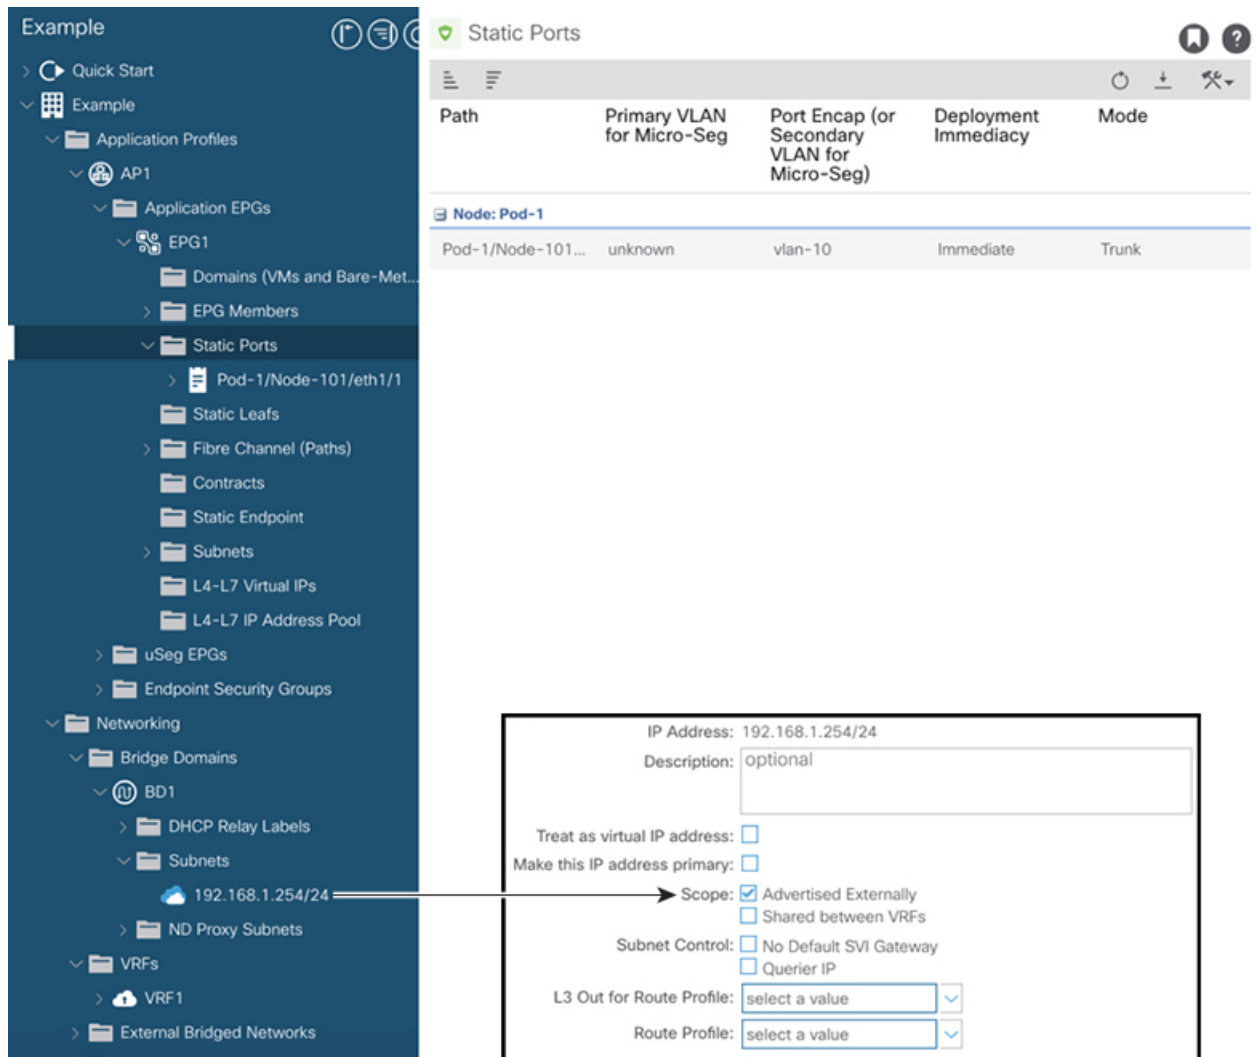 Example
Quick Start
Example
Application Profiles
AP1
Application EPGs
EPG1
Domains (VMs and Bare-Met...
EPG Members
Static Ports
Pod-1/Node-101/eth1/1
Static Leafs
Fibre Channel (Paths)
Contracts
Static Endpoint
Subnets
L4-L7 Virtual IPs
L4-L7 IP Address Pool
uSeg EPGs
Endpoint Security Groups
Networking
Bridge Domains
BD1
DHCP Relay Labels
Subnets
192.168.1.254/24
ND Proxy Subnets
VRFs
VRF1
External Bridged Networks
Static Ports
Path
Primary VLAN
for Micro-Seg
Port Encap (or
Secondary
VLAN for
Micro-Seg)
Deployment
Immediacy
Mode
Node: Pod-1
Pod-1/Node-101... unknown vlan-10 Immediate Trunk
IP Address: 192.168.1.254/24
Description: optional
Treat as virtual IP address:
Make this IP address primary:
Scope: Advertised Externally
Shared between VRFs
Subnet Control: No Default SVI Gateway
Querier IP
L3 Out for Route Profile: select a value
Route Profile: select a value